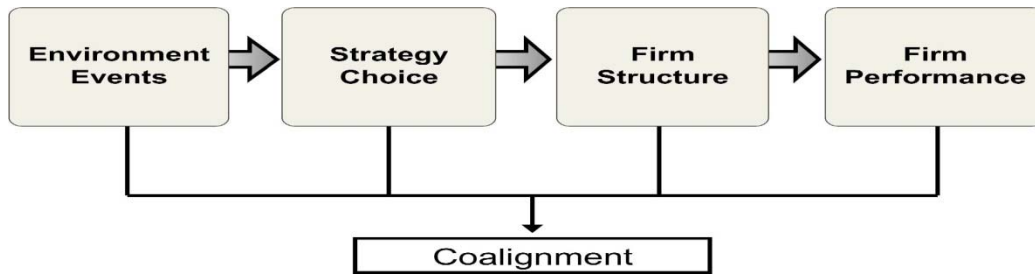 Environment
Events
Strategy
Choice
Firm
Structure
Firm
Performance
Coalignment